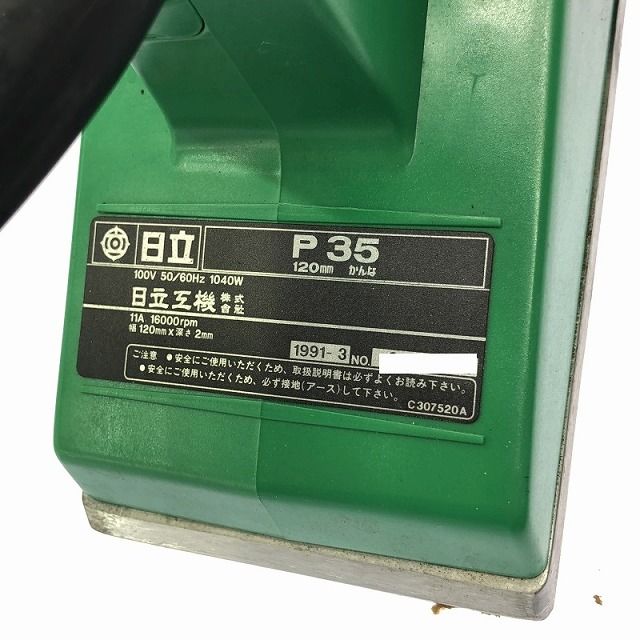 日立 P 35
120mm かんな
100V 50/60Hz 1040W
日立工機 株式会社
11A 16000rpm
幅120mm x 深さ2mm
1991- 3 NO.
ご注意 ●安全にご使用いただくため、取扱説明書は必ずよくお読み下さい。
●安全にご使用いただくため、必ず接地(アース)して下さい。
C307520A